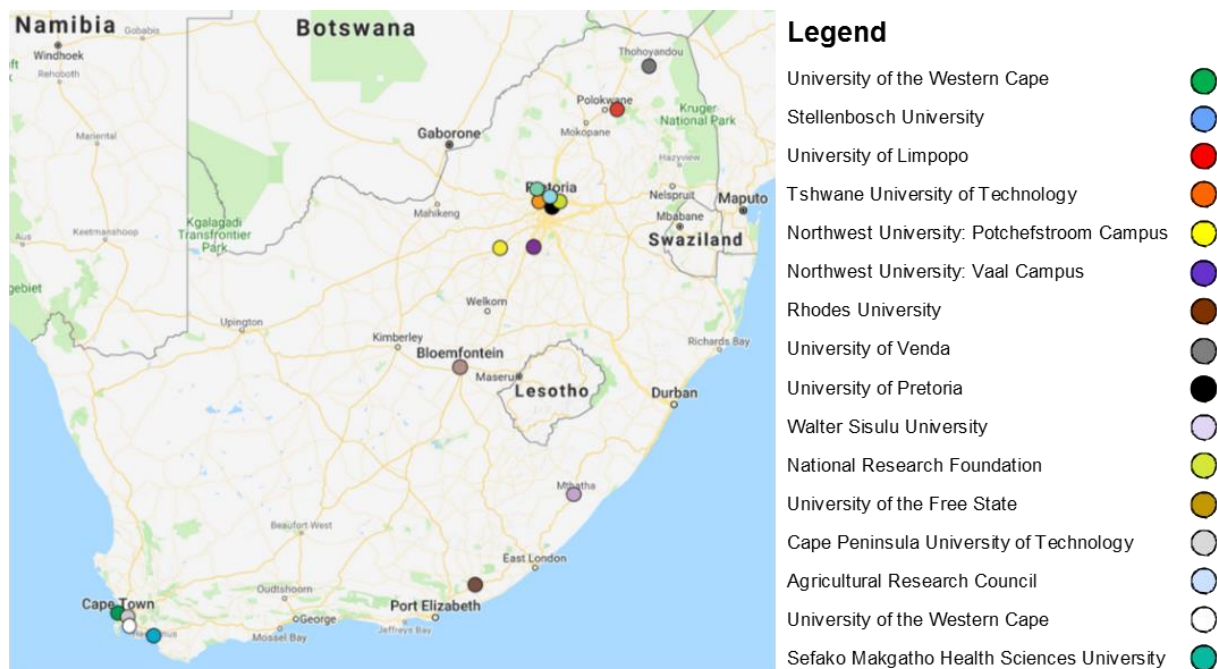 Namibia
Gobabis
Windhoek
Rehoboth
Botswana
Thohoyandou
Polokwane
Mokopane
Kruger
National Park
Mariental
Gaborone
Hazyview
Pretoria
Nelspruit
Maputo
Mbabane
Swaziland
Mahikeng
Kgalagadi
Transfrontier
Park
Aus
Keetmanshoop
Welkom
Upington
Kimberley
Richards Bay
Bloemfontein
Maseru
Lesotho
Durban
Mthatha
Beaufort West
East London
Oudtshoorn
Cape Town
George
Port Elizabeth
Mossel Bay
Jeffreys Bay
Legend
University of the Western Cape
Stellenbosch University
University of Limpopo
Tshwane University of Technology
Northwest University: Potchefstroom Campus
Northwest University: Vaal Campus
Rhodes University
University of Venda
University of Pretoria
Walter Sisulu University
National Research Foundation
University of the Free State
Cape Peninsula University of Technology
Agricultural Research Council
University of the Western Cape
Sefako Makgatho Health Sciences University